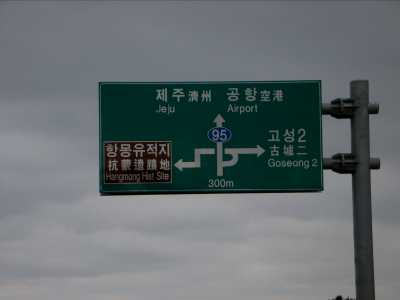 제주濟州 공항空港
Jeju Airport
95
고성2
古城二
Goseong 2
항몽유적지
抗蒙遺蹟地
Hangmong Hist Site
300m